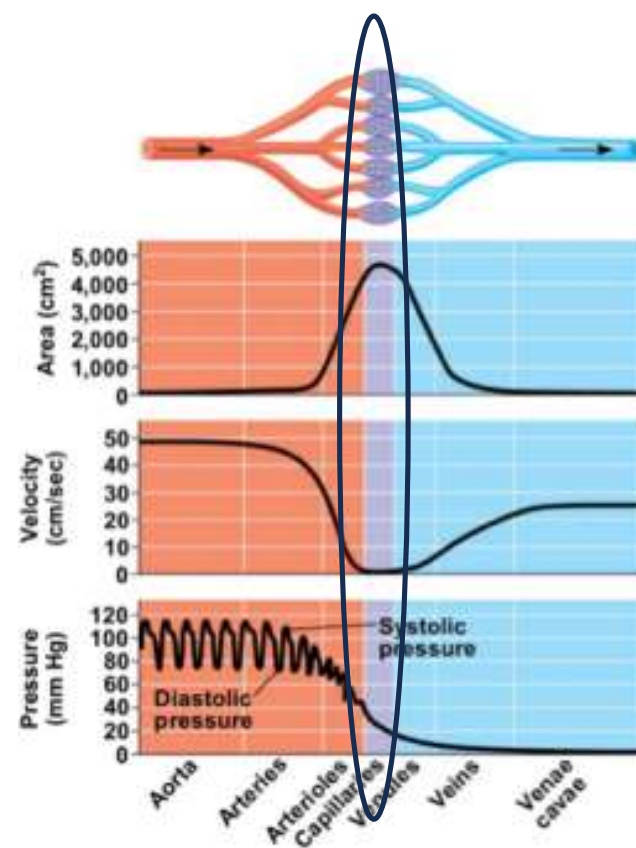 Area (cm²)
5,000
4,000
3,000
2,000
1,000
0
Velocity
(cm/sec)
50
40
30
20
10
0
Pressure
(mm Hg)
120
100
80
60
40
20
0
Systolic
pressure
Diastolic
pressure
Aorta
Arteries
Arterioles
Capillaries
Venules
Veins
Venae
cavae